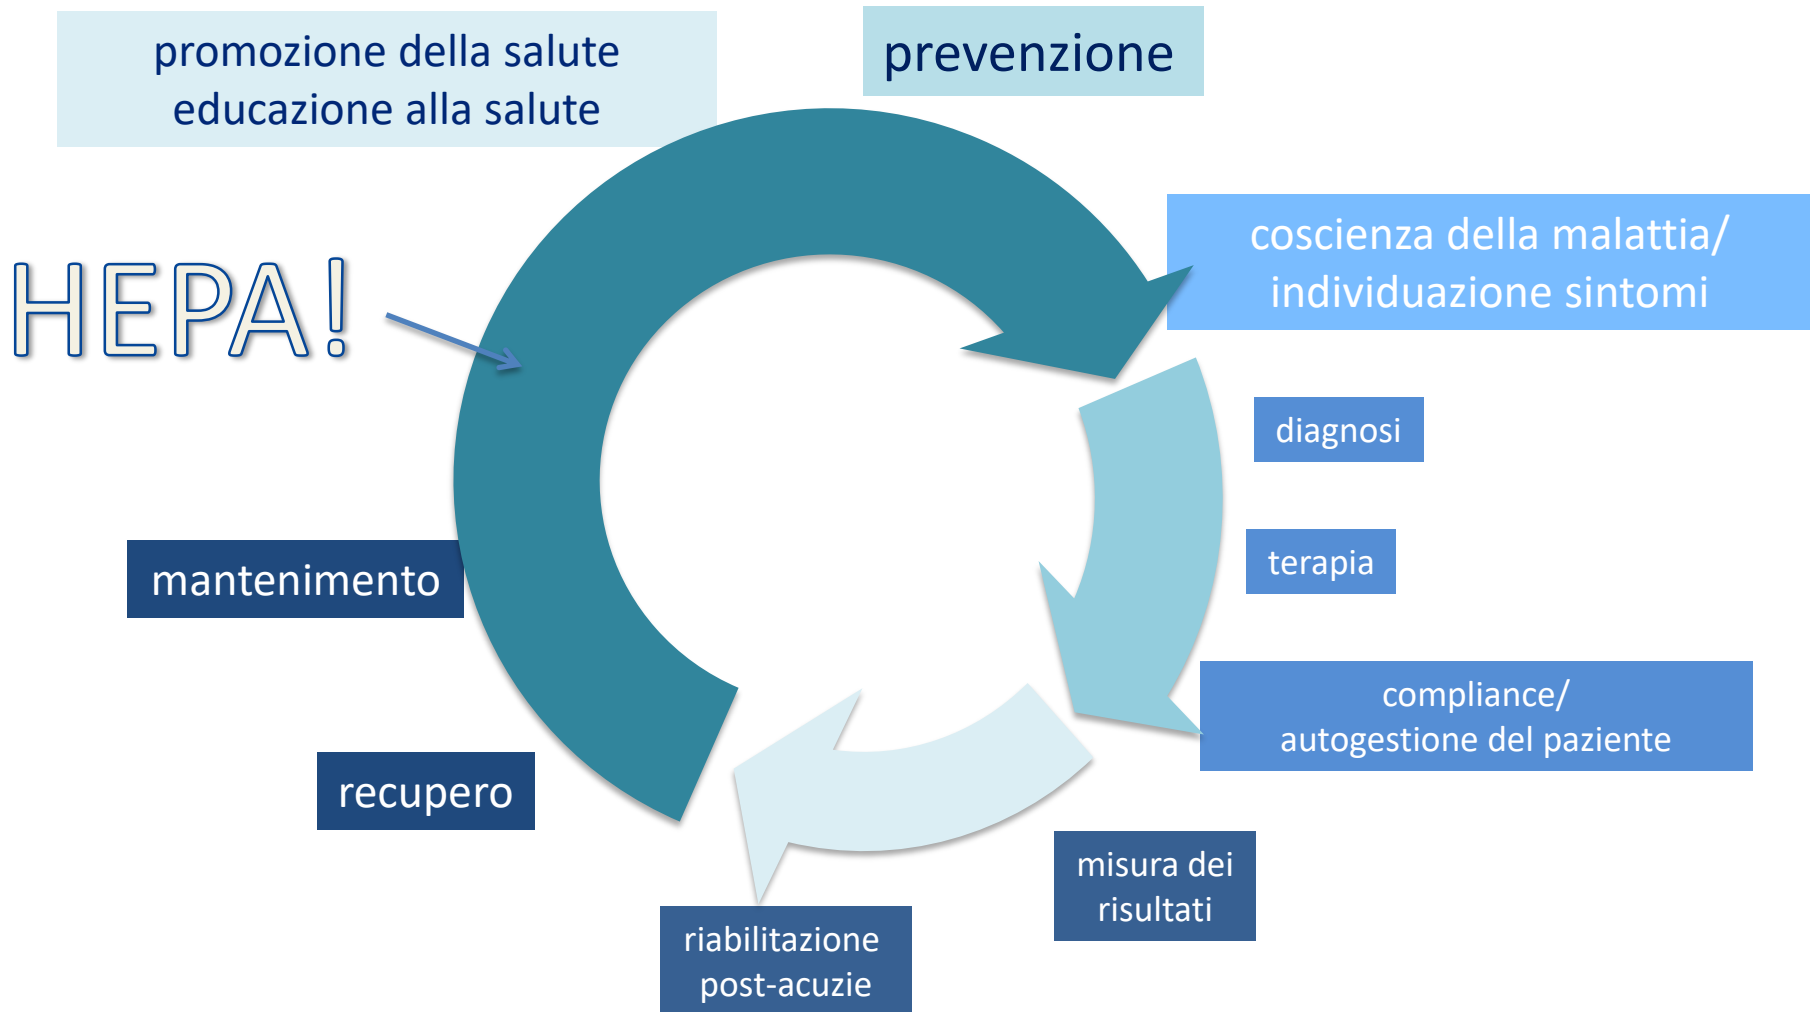 promozione della salute
educazione alla salute
prevenzione
HEPA!
coscienza della malattia/
individuazione sintomi
diagnosi
terapia
compliance/
autogestione del paziente
misura dei
risultati
riabilitazione
post-acuzie
recupero
mantenimento